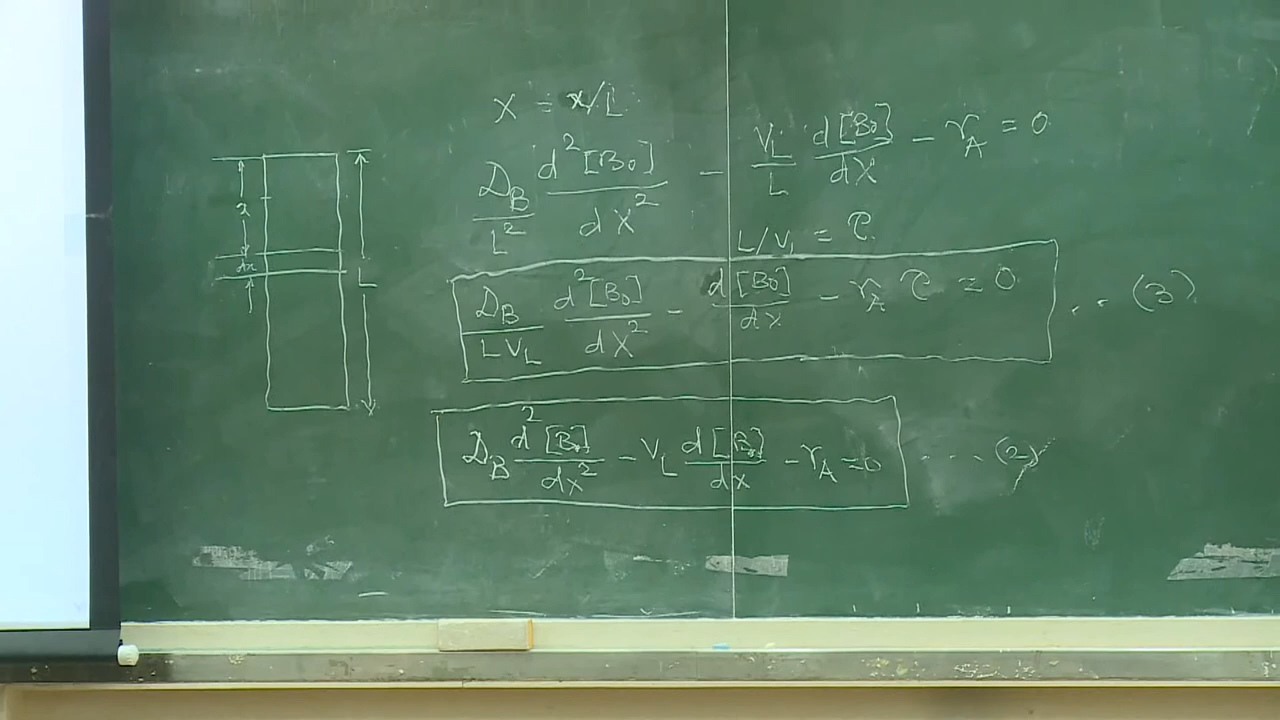 X = x/L
D_B/L² d²[B₀]/dX² - V_L/L d[B₀]/dX - r_A = 0
L/V_L = τ
D_B/(L V_L) d²[B₀]/dX² - d[B₀]/dX - r_A τ = 0 ... (3)
D_B d²[B₀]/dx² - V_L d[B₀]/dx - r_A = 0 .... (2)
x
dx
L